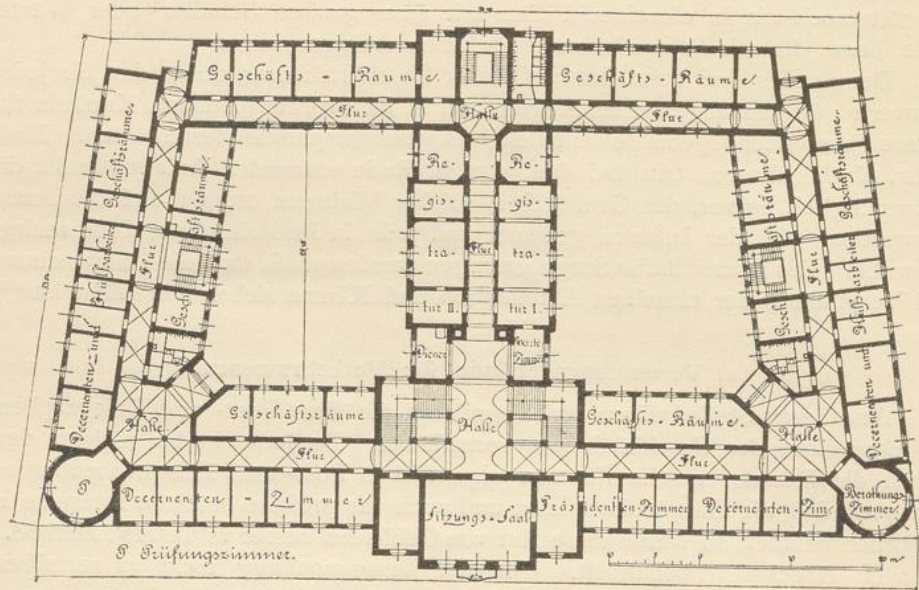 Geschäfts - Räume.
Geschäfts - Räume.
Flur
Halle
Flur
Geschäftsräume.
Hülfsarbeiter
Decernentenzimd
Flur
Geschäftsräume.
Re-
gis-
tra-
tur II.
Flur
Re-
gis-
tra-
tur I.
Diener
Warte
Zimmer
Geschäftsräume.
Flur
Geschäftsräume
Hülfsarbeiter
Decernenten und
Halle
Geschäftsräume
Halle
Geschäfts - Räume.
Halle
Flur
Flur
P
Decernenten - Zimmer
Sitzungs - Saal
Präsidenten - Zimmer
Decernenten - Zim
Berathungs
Zimmer.
P Prüfungszimmer.